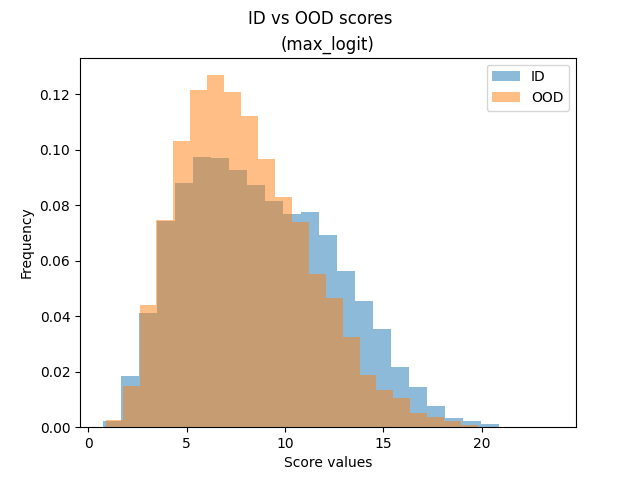 ID vs OOD scores
(max_logit)
ID
OOD
0.12
0.10
0.08
0.06
0.04
0.02
0.00
Frequency
0 5 10 15 20
Score values